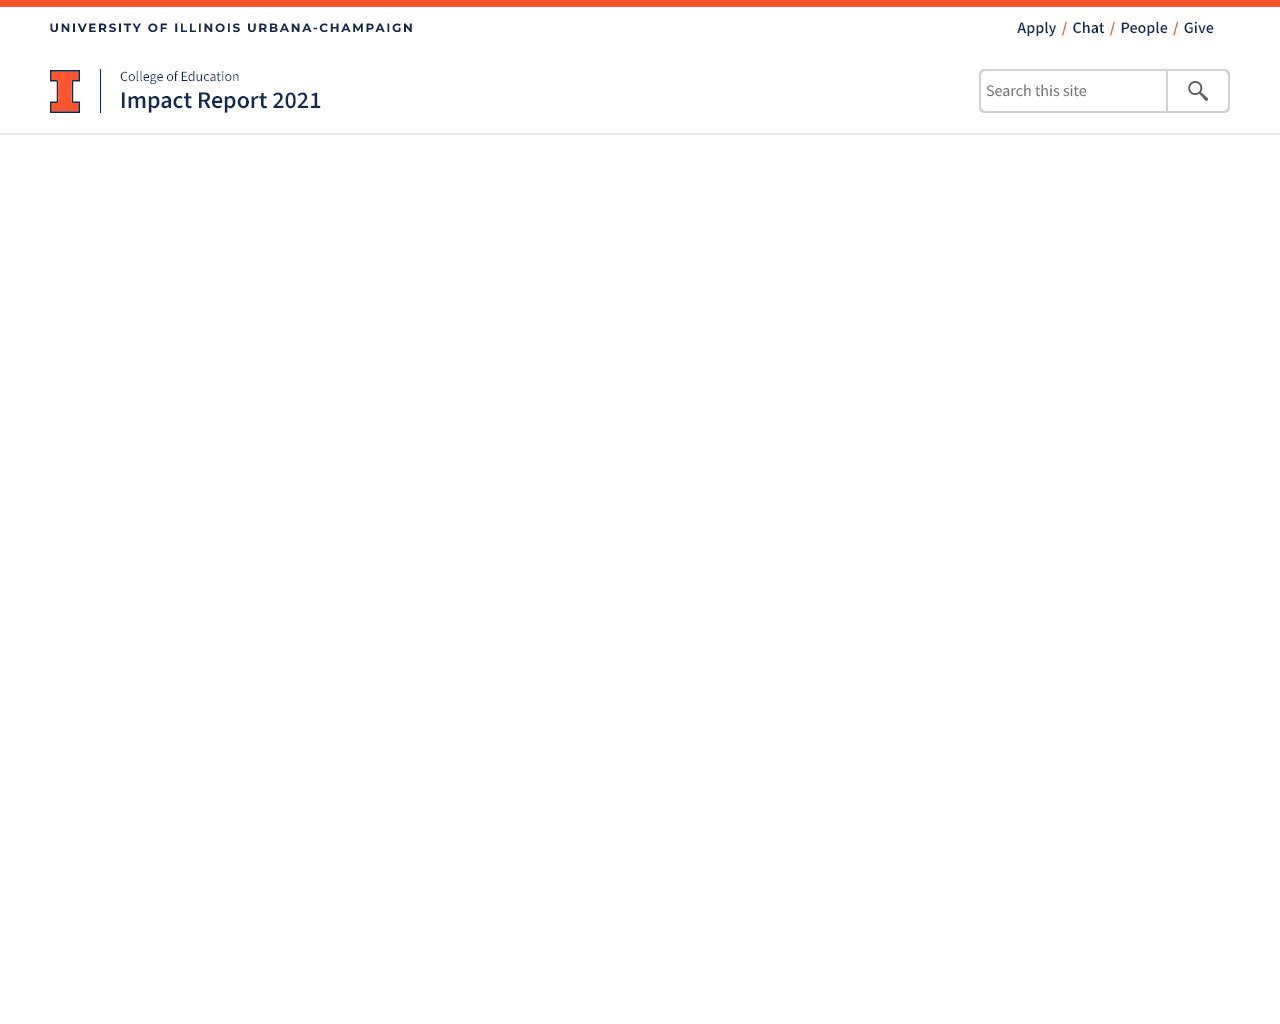 UNIVERSITY OF ILLINOIS URBANA-CHAMPAIGN
Apply / Chat / People / Give
College of Education
Impact Report 2021
Search this site